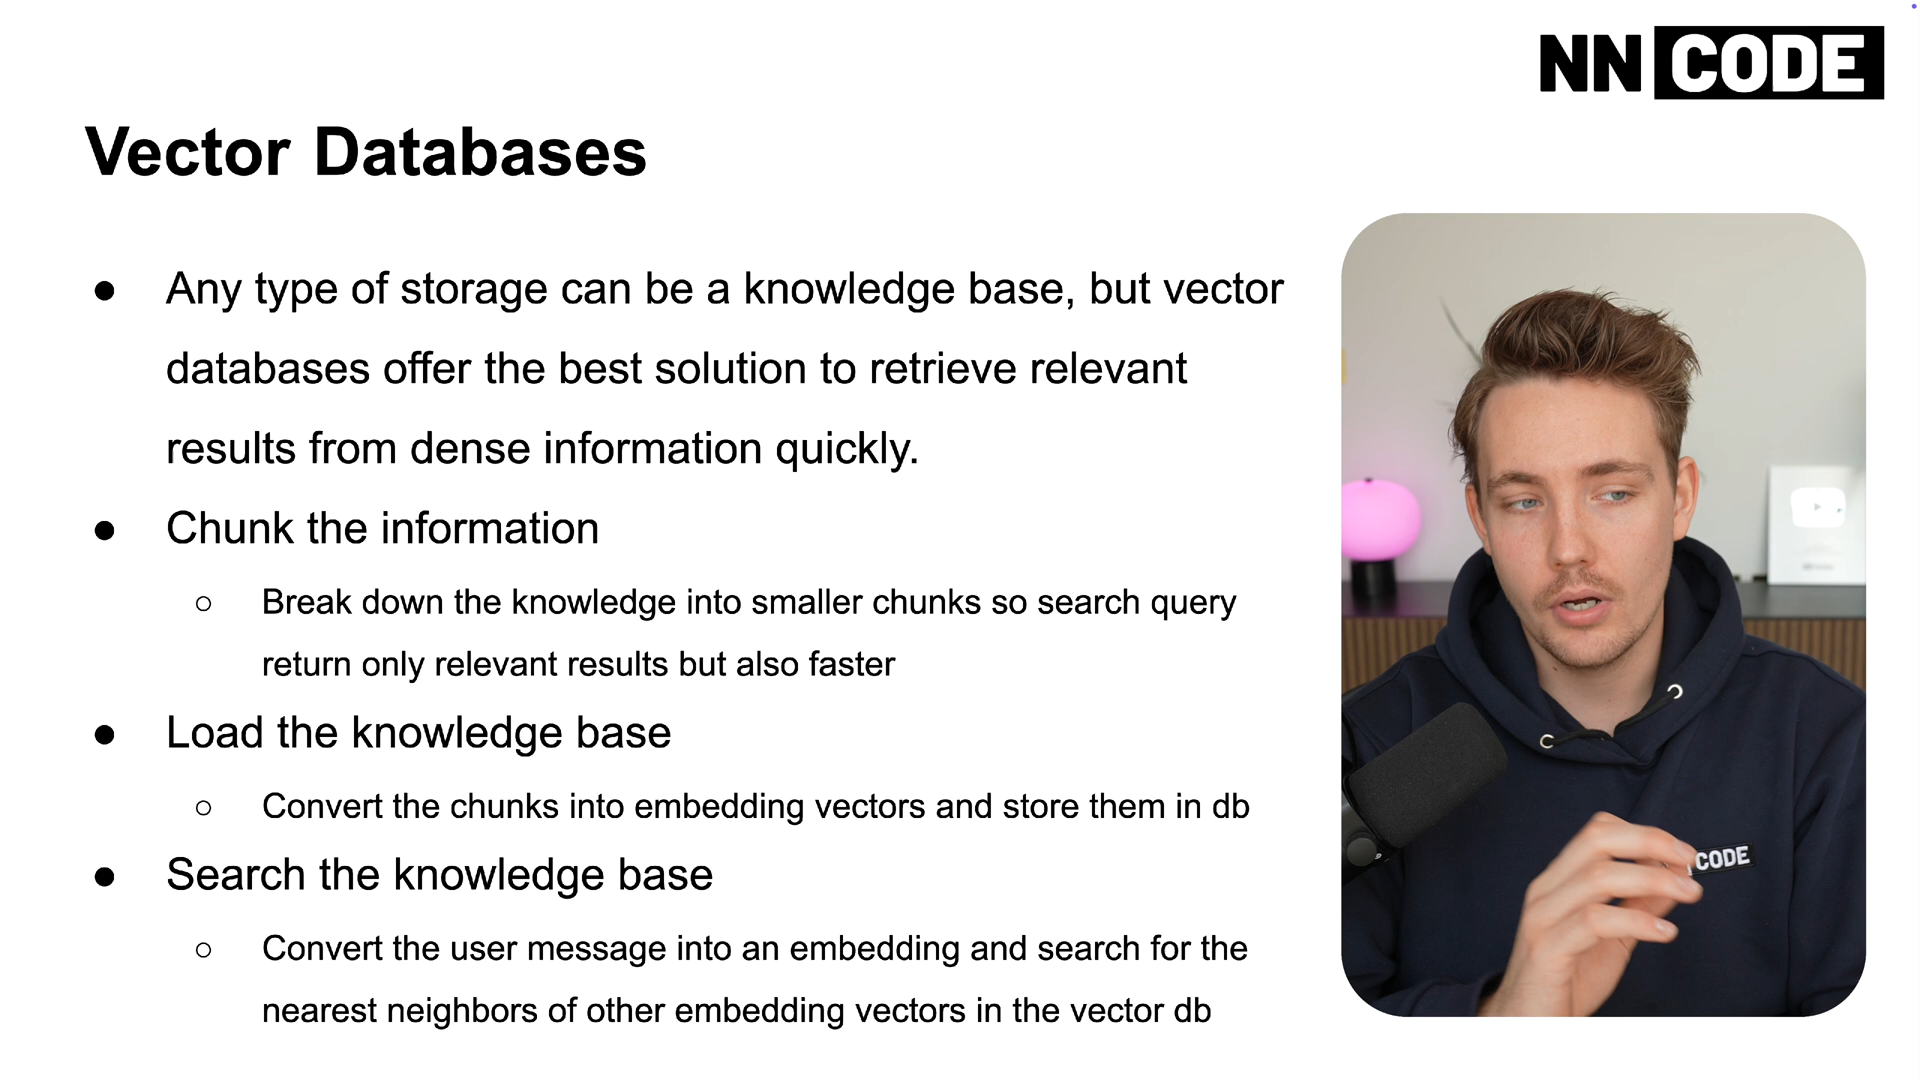 NN CODE
Vector Databases
● Any type of storage can be a knowledge base, but vector
databases offer the best solution to retrieve relevant
results from dense information quickly.
● Chunk the information
○ Break down the knowledge into smaller chunks so search query
return only relevant results but also faster
● Load the knowledge base
○ Convert the chunks into embedding vectors and store them in db
● Search the knowledge base
○ Convert the user message into an embedding and search for the
nearest neighbors of other embedding vectors in the vector db
CODE